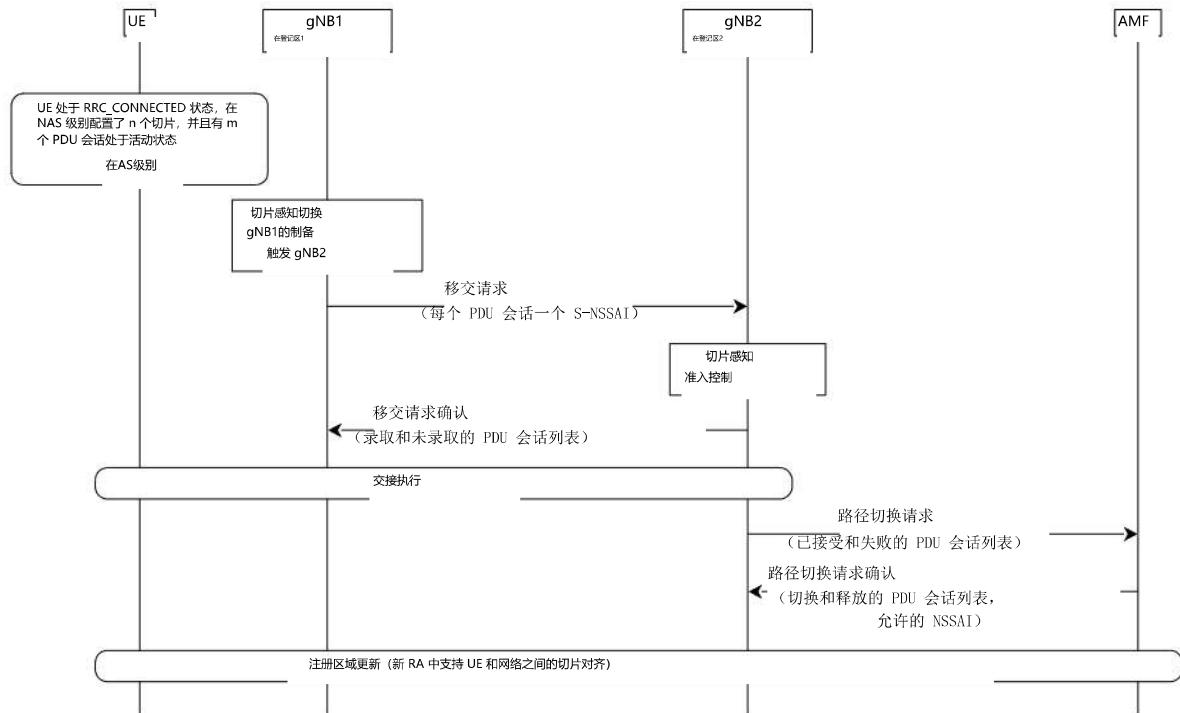 UE
gNB1
在登记区1
gNB2
在登记区2
AMF
UE 处于 RRC_CONNECTED 状态，在
NAS 级别配置了 n 个切片，并且有 m
个 PDU 会话处于活动状态
在AS级别
切片感知切换
gNB1的制备
触发 gNB2
移交请求
（每个 PDU 会话一个 S-NSSAI）
切片感知
准入控制
移交请求确认
（录取和未录取的 PDU 会话列表）
交接执行
路径切换请求
（已接受和失败的 PDU 会话列表）
路径切换请求确认
（切换和释放的 PDU 会话列表，
允许的 NSSAI）
注册区域更新（新 RA 中支持 UE 和网络之间的切片对齐）